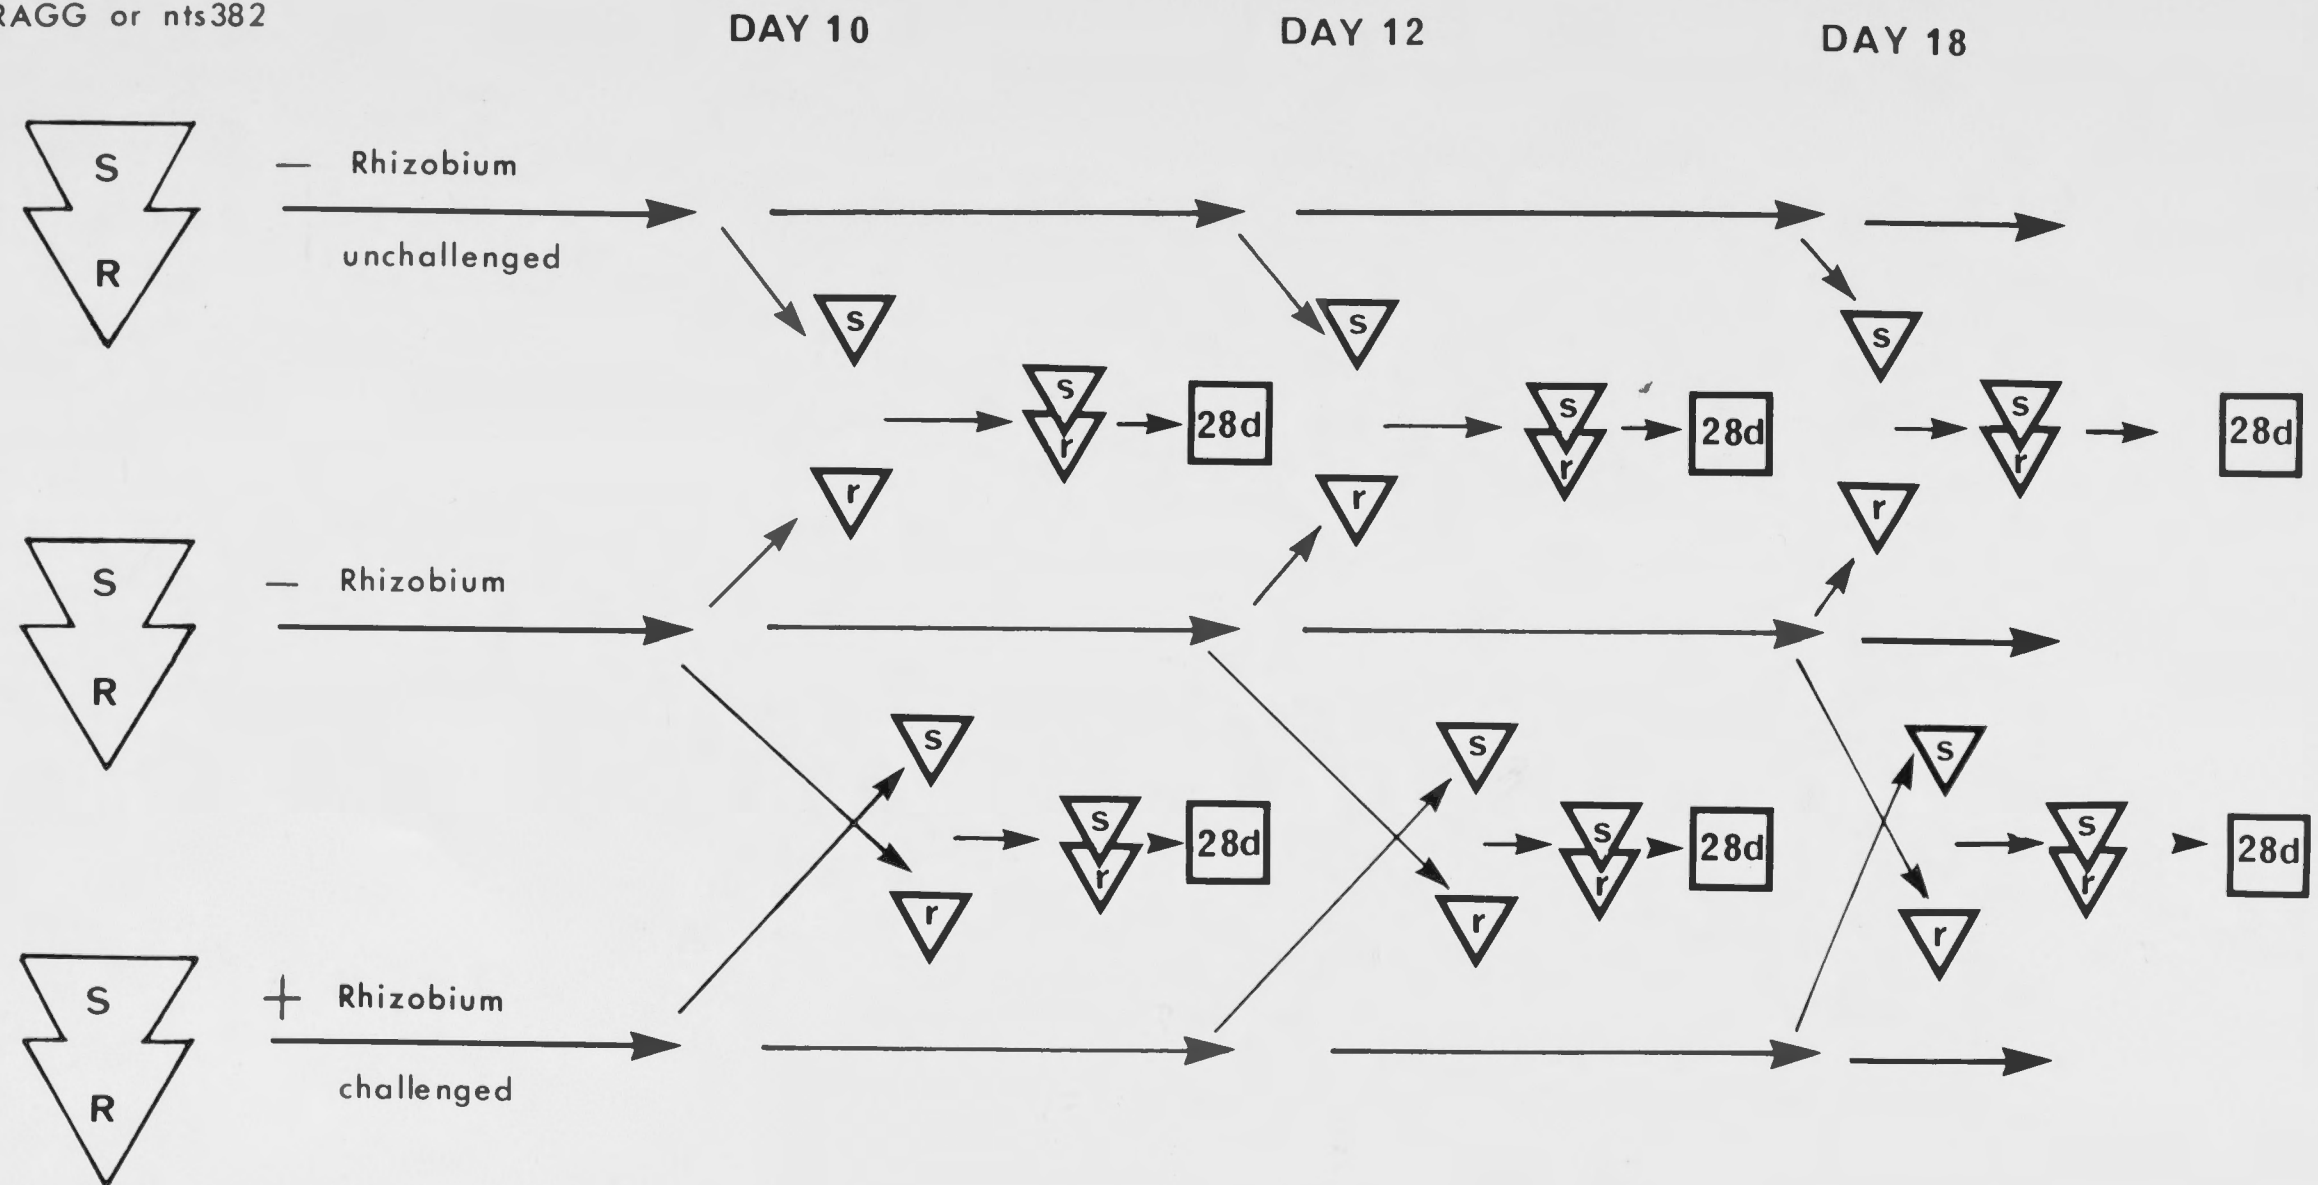 RAGG or nts382
DAY 10
DAY 12
DAY 18
S
R
— Rhizobium
unchallenged
s
s
s
s
r
28d
s
r
28d
s
r
28d
r
r
r
S
R
— Rhizobium
s
s
s
s
r
28d
s
r
28d
s
r
28d
r
r
r
S
R
+ Rhizobium
challenged